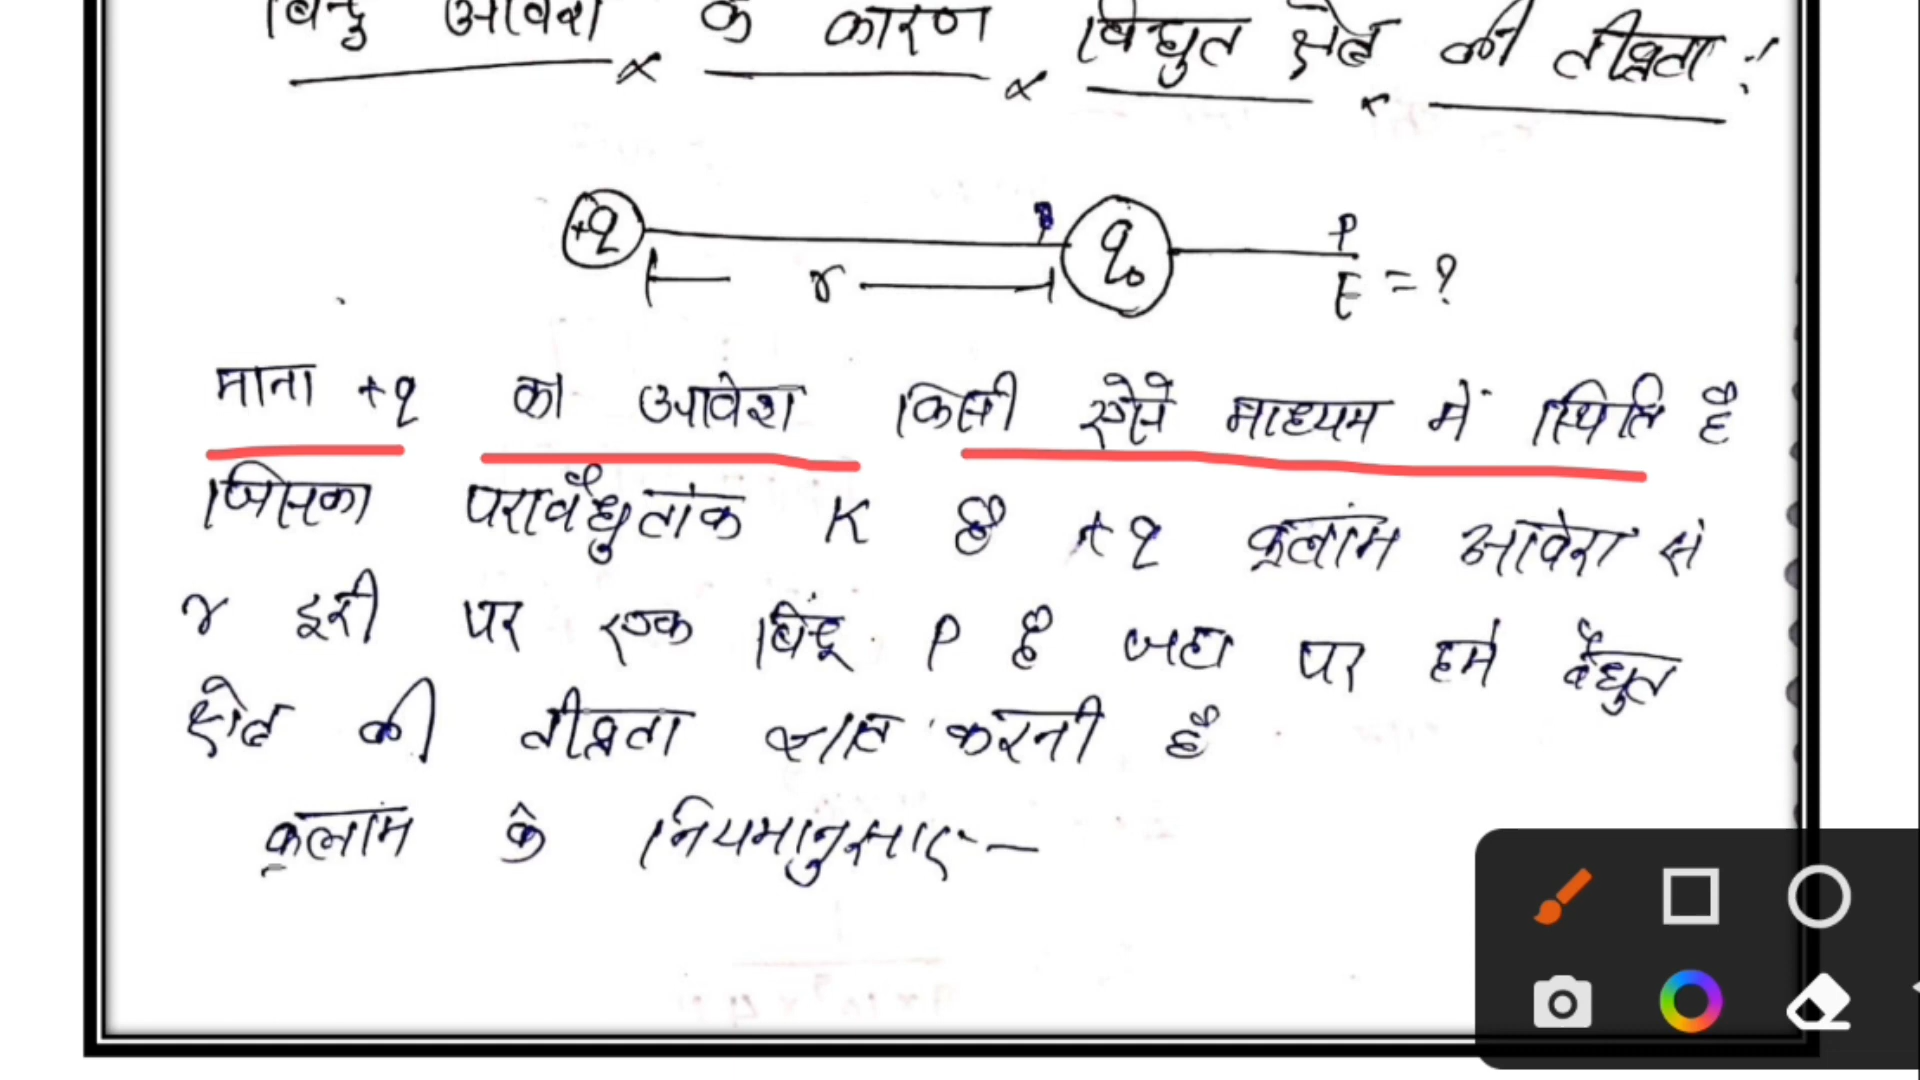 बिन्दु आवेश के कारण विधुत क्षेत्र की तीव्रता :
+q r q₀ P
E = ?
माना +q का आवेश किसी ऐसे माध्यम में स्थिति है
जिसका परावैधुतांक K है +q कूलाम आवेश से
r दूरी पर एक बिंदू P है जहा पर हमे वैधुत
क्षेत्र की तीव्रता ज्ञात करनी है
कूलाम के नियमानुसार —